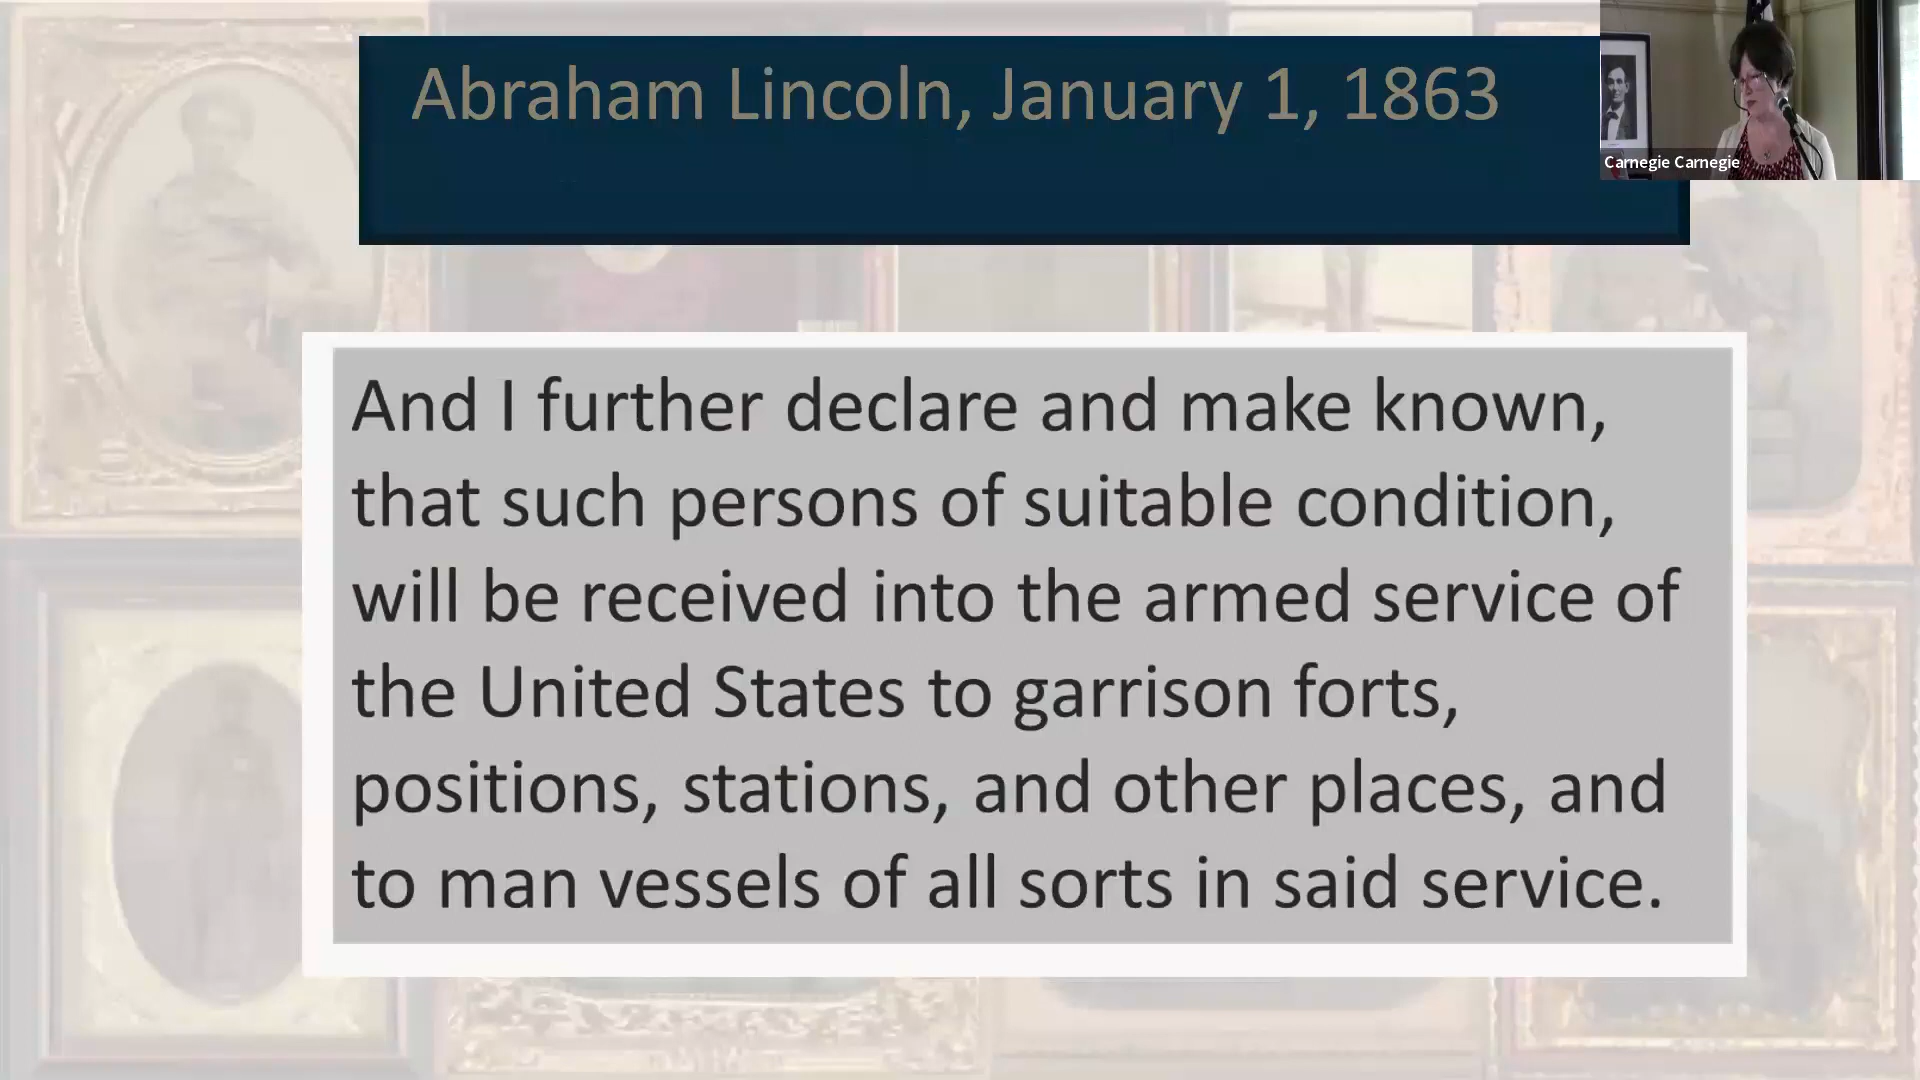 Abraham Lincoln, January 1, 1863
Carnegie Carnegie
And I further declare and make known,
that such persons of suitable condition,
will be received into the armed service of
the United States to garrison forts,
positions, stations, and other places, and
to man vessels of all sorts in said service.